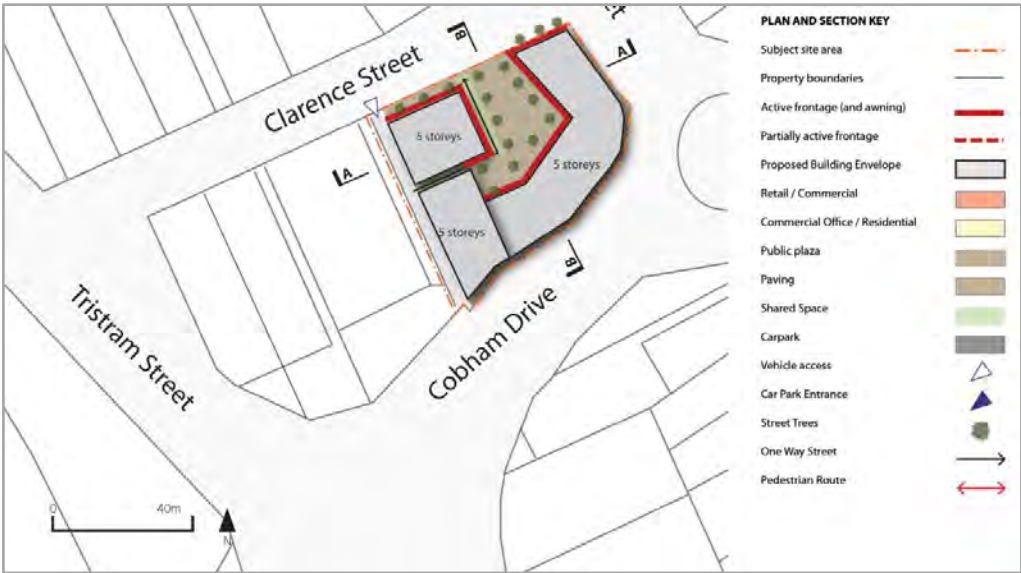 Clarence Street
B
A
5 storeys
5 storeys
5 storeys
A
B
Tristram Street
Cobham Drive
0 40m
N
PLAN AND SECTION KEY
Subject site area
Property boundaries
Active frontage (and awning)
Partially active frontage
Proposed Building Envelope
Retail / Commercial
Commercial Office / Residential
Public plaza
Paving
Shared Space
Carpark
Vehicle access
Car Park Entrance
Street Trees
One Way Street
Pedestrian Route